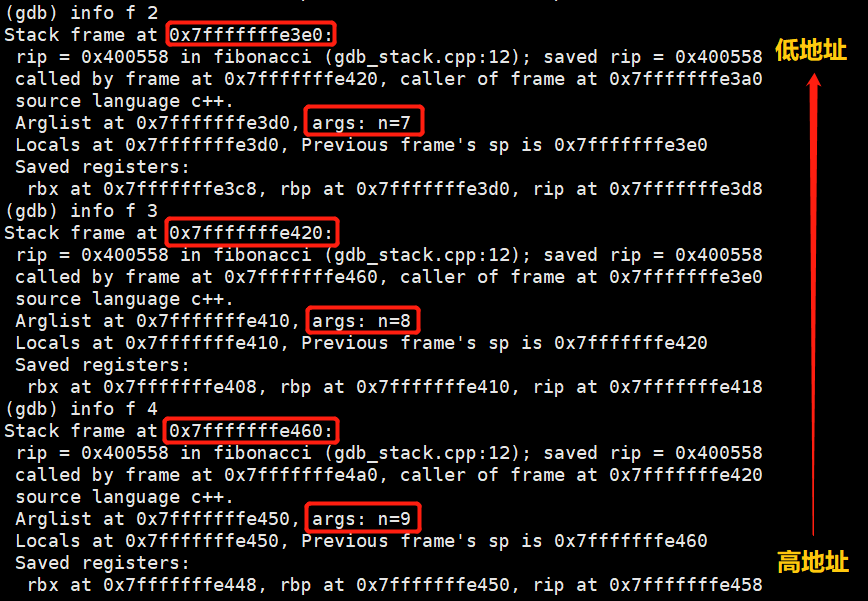 (gdb) info f 2
Stack frame at 0x7fffffffe3e0:
 rip = 0x400558 in fibonacci (gdb_stack.cpp:12); saved rip = 0x400558
 called by frame at 0x7fffffffe420, caller of frame at 0x7fffffffe3a0
 source language c++.
 Arglist at 0x7fffffffe3d0, args: n=7
 Locals at 0x7fffffffe3d0, Previous frame's sp is 0x7fffffffe3e0
 Saved registers:
  rbx at 0x7fffffffe3c8, rbp at 0x7fffffffe3d0, rip at 0x7fffffffe3d8
(gdb) info f 3
Stack frame at 0x7fffffffe420:
 rip = 0x400558 in fibonacci (gdb_stack.cpp:12); saved rip = 0x400558
 called by frame at 0x7fffffffe460, caller of frame at 0x7fffffffe3e0
 source language c++.
 Arglist at 0x7fffffffe410, args: n=8
 Locals at 0x7fffffffe410, Previous frame's sp is 0x7fffffffe420
 Saved registers:
  rbx at 0x7fffffffe408, rbp at 0x7fffffffe410, rip at 0x7fffffffe418
(gdb) info f 4
Stack frame at 0x7fffffffe460:
 rip = 0x400558 in fibonacci (gdb_stack.cpp:12); saved rip = 0x400558
 called by frame at 0x7fffffffe4a0, caller of frame at 0x7fffffffe420
 source language c++.
 Arglist at 0x7fffffffe450, args: n=9
 Locals at 0x7fffffffe450, Previous frame's sp is 0x7fffffffe460
 Saved registers:
  rbx at 0x7fffffffe448, rbp at 0x7fffffffe450, rip at 0x7fffffffe458
低地址
高地址